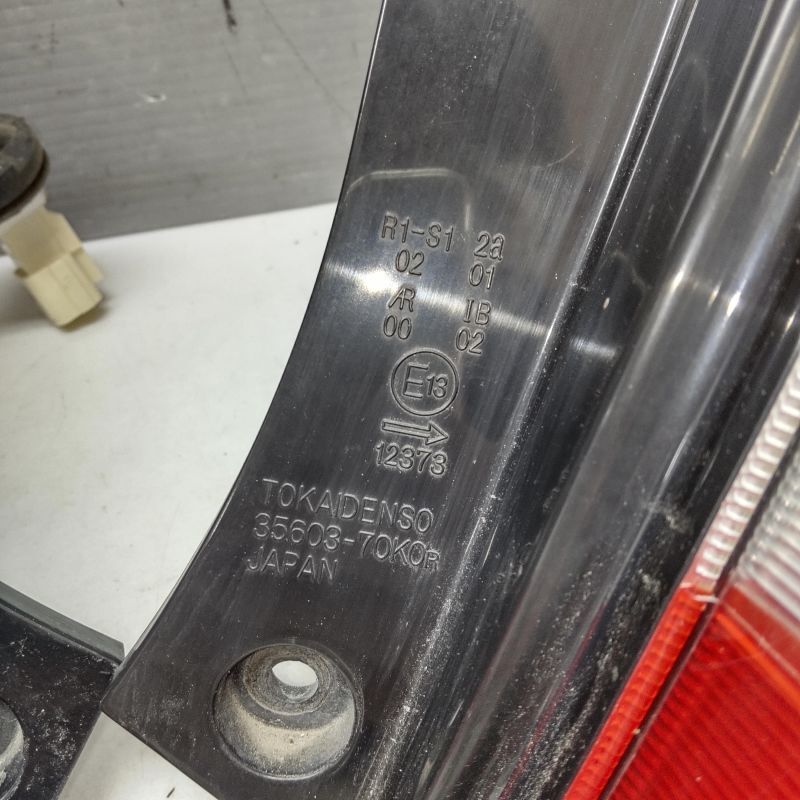 R1-S1 2a
02 01
AR IB
00 02
E13
12373
TOKAIDENSO
35603-70K0R
JAPAN